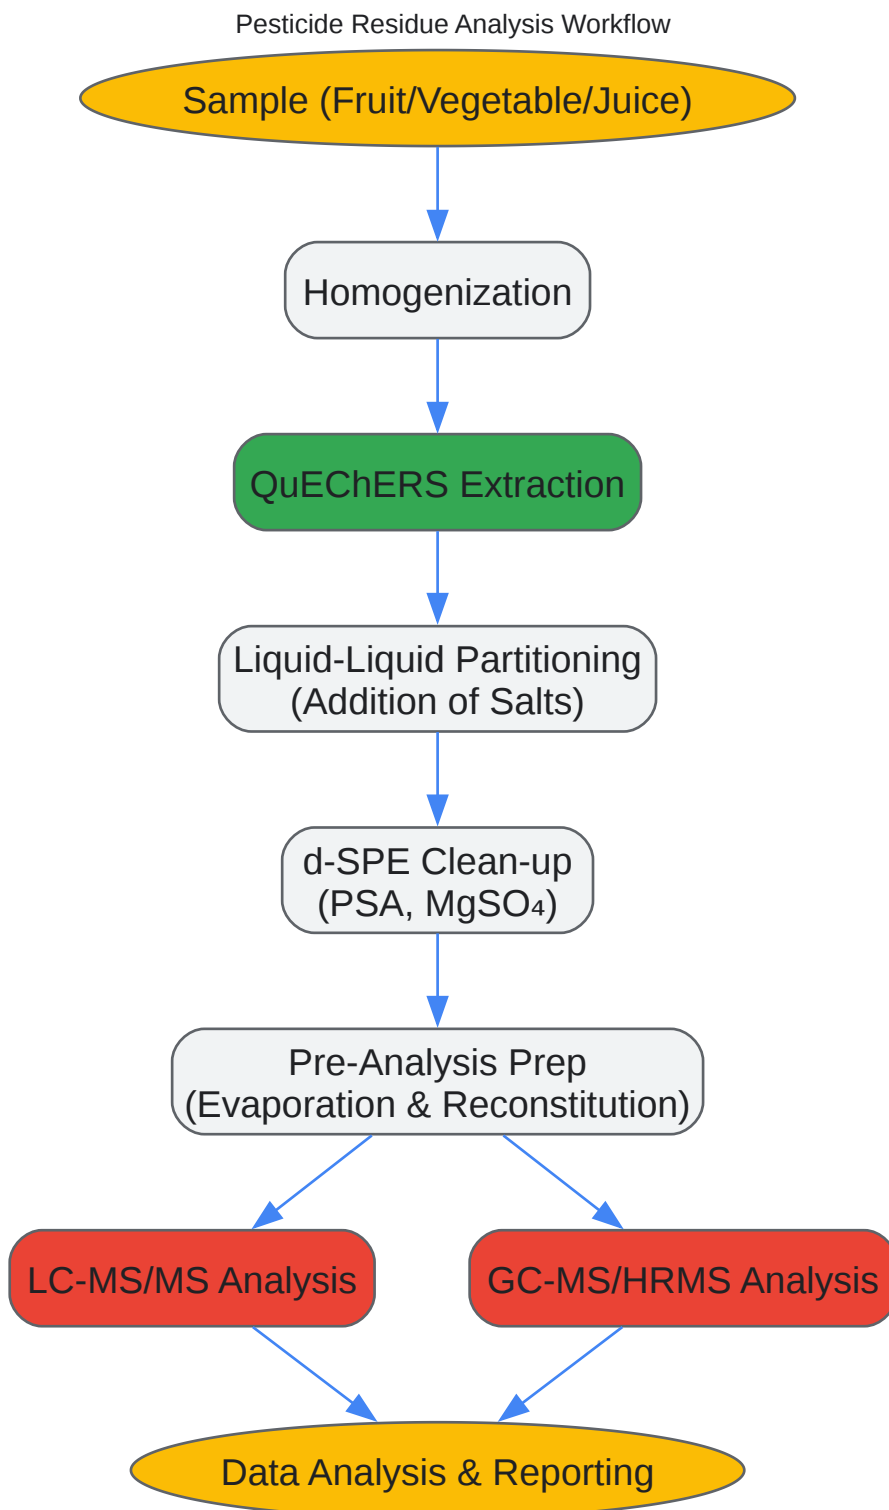 Pesticide Residue Analysis Workflow
Sample (Fruit/Vegetable/Juice)
Homogenization
QuEChERS Extraction
Liquid-Liquid Partitioning
(Addition of Salts)
d-SPE Clean-up
(PSA, MgSO₄)
Pre-Analysis Prep
(Evaporation & Reconstitution)
LC-MS/MS Analysis
GC-MS/HRMS Analysis
Data Analysis & Reporting